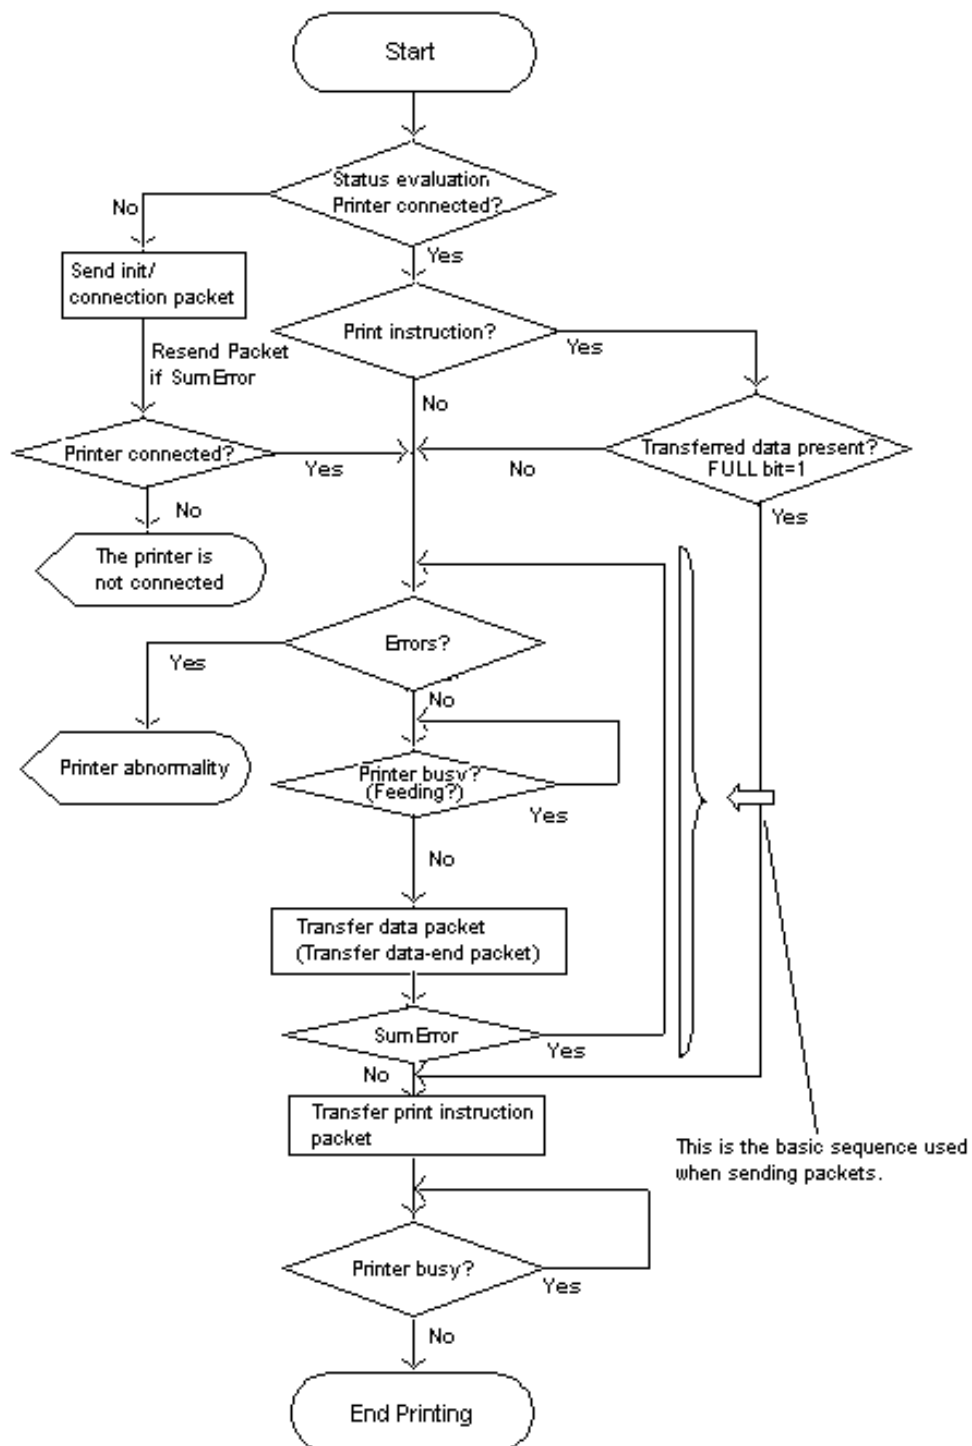 Start
Status evaluation
Printer connected?
No
Yes
Send init/
connection packet
Print instruction?
Yes
Resend Packet
if SumError
No
Printer connected?
Yes
No
Transferred data present?
FULL bit=1
No
Yes
The printer is
not connected
Errors?
Yes
No
Printer abnormality
Printer busy?
(Feeding?)
Yes
No
Transfer data packet
(Transfer data-end packet)
SumError
Yes
No
Transfer print instruction
packet
This is the basic sequence used
when sending packets.
Printer busy?
Yes
No
End Printing